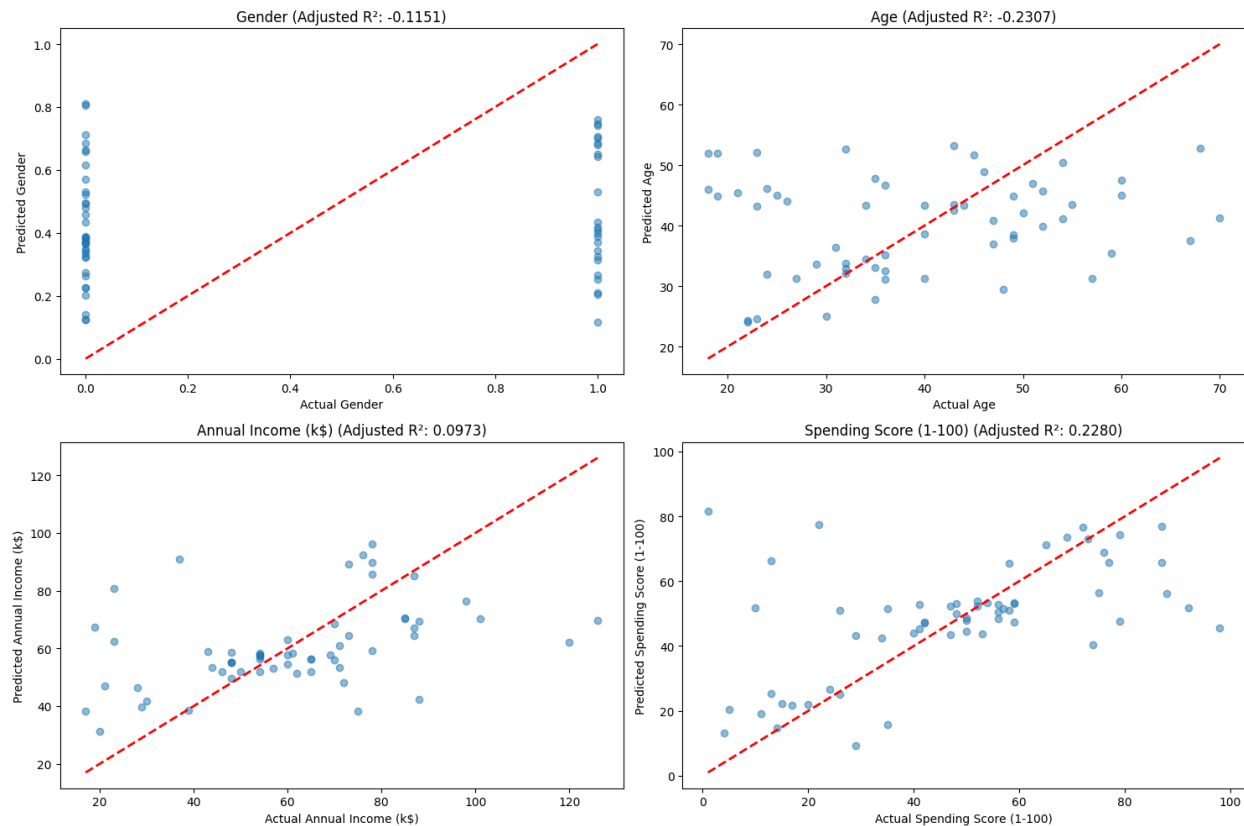 Gender (Adjusted R²: -0.1151)
1.0
0.8
0.6
0.4
0.2
0.0
Predicted Gender
0.0 0.2 0.4 0.6 0.8 1.0
Actual Gender
Age (Adjusted R²: -0.2307)
70
60
50
40
30
20
Predicted Age
20 30 40 50 60 70
Actual Age
Annual Income (k$) (Adjusted R²: 0.0973)
120
100
80
60
40
20
Predicted Annual Income (k$)
20 40 60 80 100 120
Actual Annual Income (k$)
Spending Score (1-100) (Adjusted R²: 0.2280)
100
80
60
40
20
0
Predicted Spending Score (1-100)
0 20 40 60 80 100
Actual Spending Score (1-100)